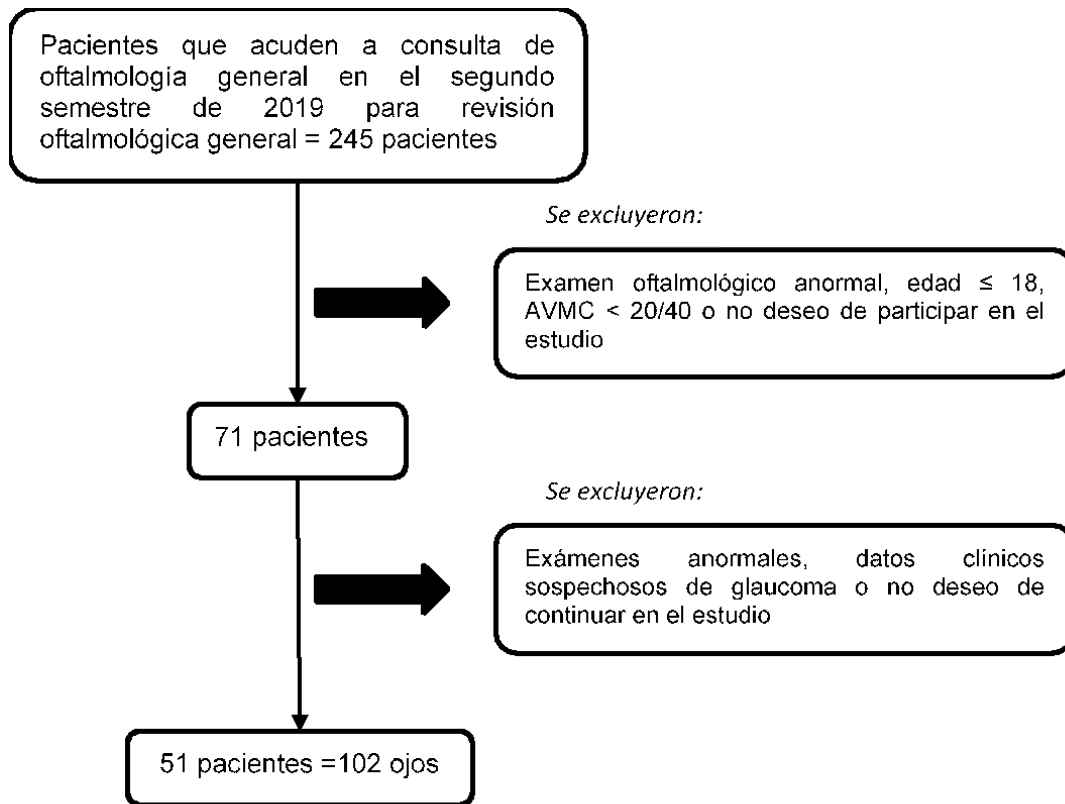 Pacientes que acuden a consulta de
oftalmología general en el segundo
semestre de 2019 para revisión
oftalmológica general = 245 pacientes
Se excluyeron:
Examen oftalmológico anormal, edad ≤ 18,
AVMC < 20/40 o no deseo de participar en el
estudio
71 pacientes
Se excluyeron:
Exámenes anormales, datos clínicos
sospechosos de glaucoma o no deseo de
continuar en el estudio
51 pacientes =102 ojos